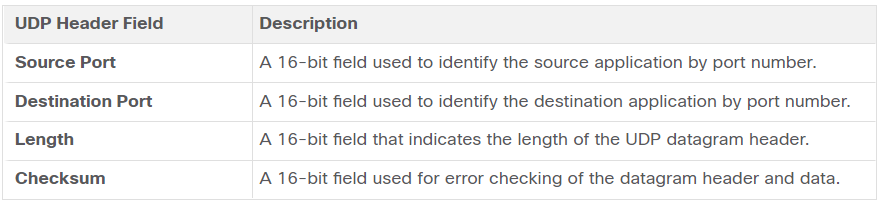 UDP Header Field Description
Source Port A 16-bit field used to identify the source application by port number.
Destination Port A 16-bit field used to identify the destination application by port number.
Length A 16-bit field that indicates the length of the UDP datagram header.
Checksum A 16-bit field used for error checking of the datagram header and data.